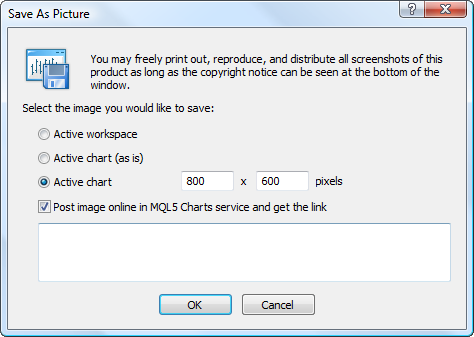 Save As Picture
You may freely print out, reproduce, and distribute all screenshots of this
product as long as the copyright notice can be seen at the bottom of the
window.
Select the image you would like to save:
Active workspace
Active chart (as is)
Active chart 800 x 600 pixels
Post image online in MQL5 Charts service and get the link
OK Cancel